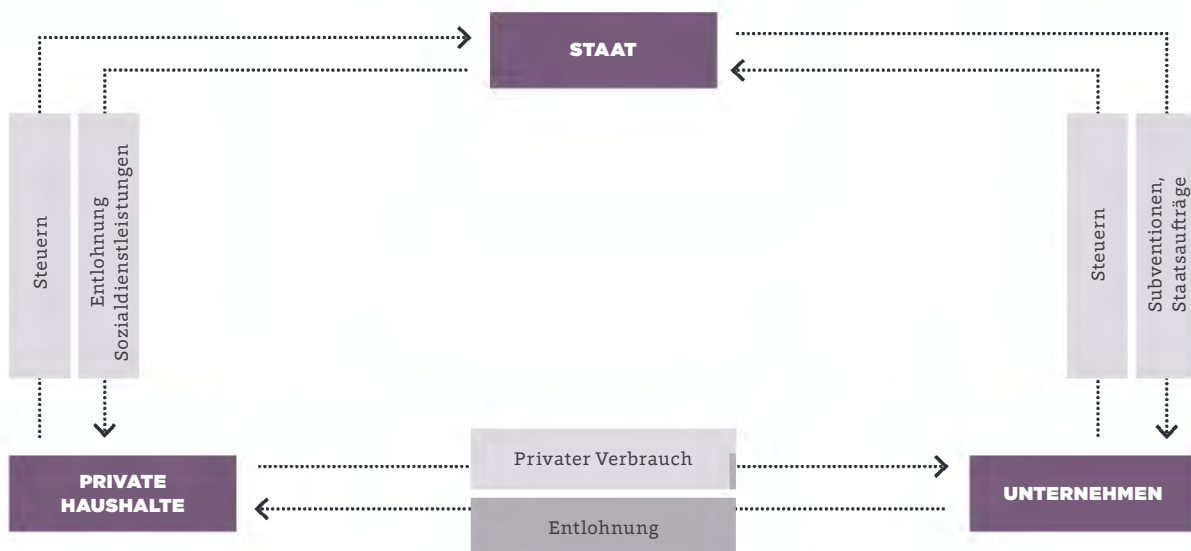 STAAT
Steuern
Entlohnung
Sozialdienstleistungen
Steuern
Subventionen,
Staatsaufträge
PRIVATE
HAUSHALTE
Privater Verbrauch
Entlohnung
UNTERNEHMEN